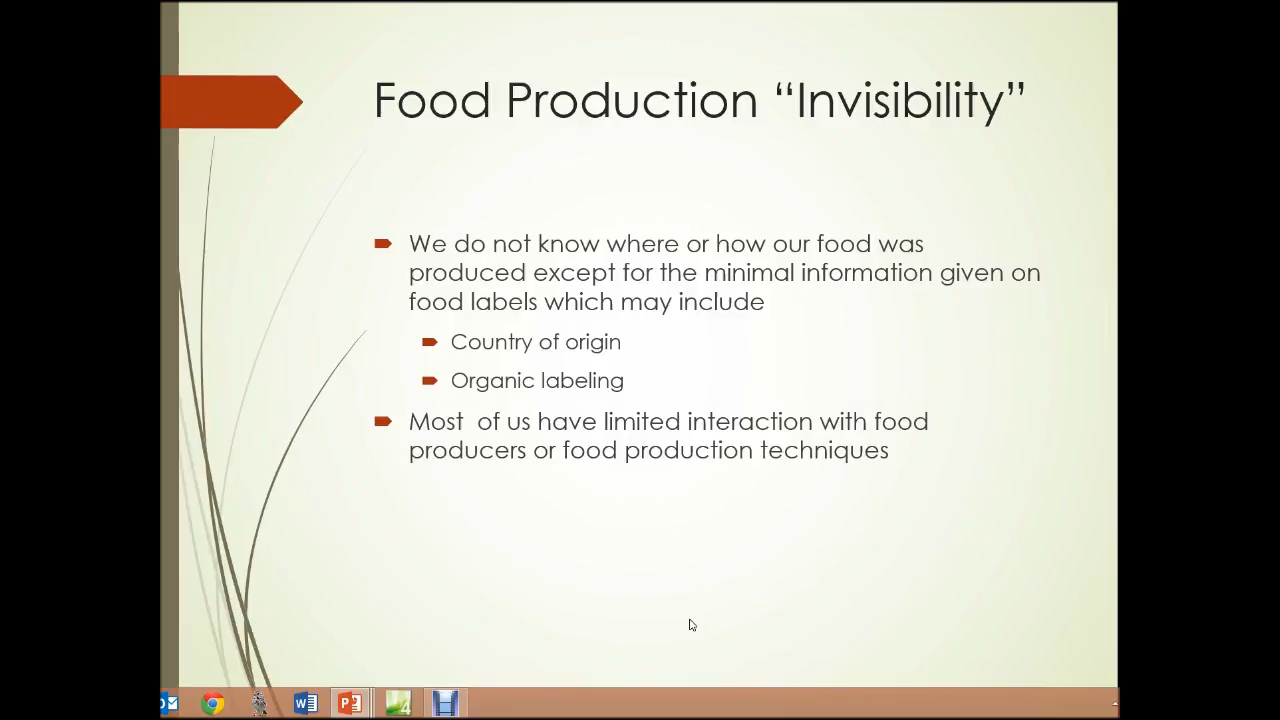 Food Production “Invisibility”
We do not know where or how our food was
produced except for the minimal information given on
food labels which may include
Country of origin
Organic labeling
Most  of us have limited interaction with food
producers or food production techniques